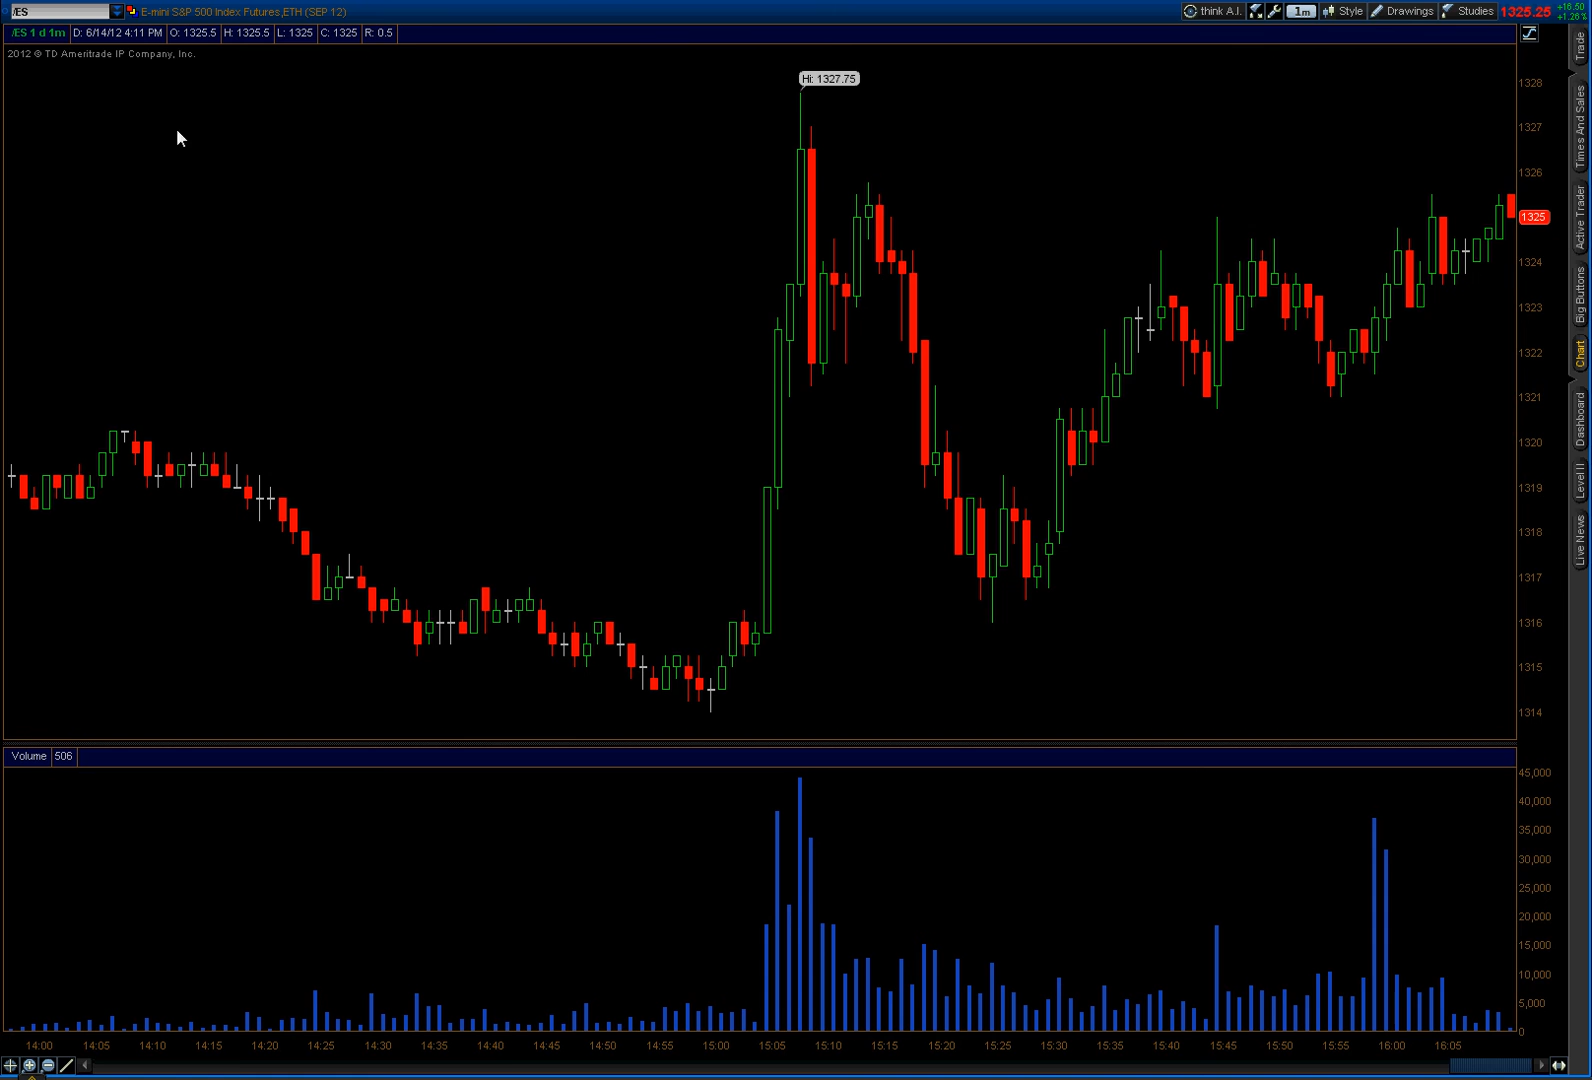 /ES E-mini S&P 500 Index Futures,ETH (SEP 12) think A.I. 1m Style Drawings Studies 1325.25 +16.50
+1.26%
/ES 1 d 1m D: 6/14/12 4:11 PM O: 1325.5 H: 1325.5 L: 1325 C: 1325 R: 0.5
2012 © TD Ameritrade IP Company, Inc.
Hi: 1327.75
1328
1327
1326
1325
1324
1323
1322
1321
1320
1319
1318
1317
1316
1315
1314
Trade
Times And Sales
Active Trader
Big Buttons
Chart
Dashboard
Level II
Live News
Volume 506
45,000
40,000
35,000
30,000
25,000
20,000
15,000
10,000
5,000
0
14:00 14:05 14:10 14:15 14:20 14:25 14:30 14:35 14:40 14:45 14:50 14:55 15:00 15:05 15:10 15:15 15:20 15:25 15:30 15:35 15:40 15:45 15:50 15:55 16:00 16:05